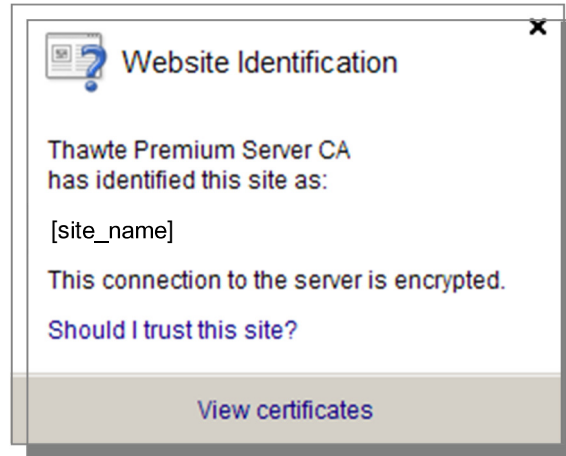 Website Identification
Thawte Premium Server CA
has identified this site as:
[site_name]
This connection to the server is encrypted.
Should I trust this site?
View certificates